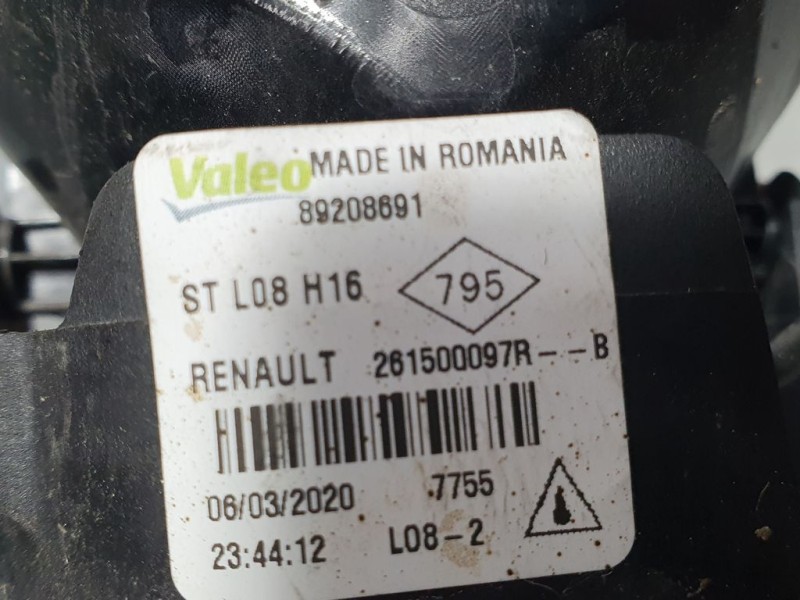 Valeo MADE IN ROMANIA
89208691
ST L08 H16 795
RENAULT 261500097R--B
06/03/2020 7755
23:44:12 L08-2